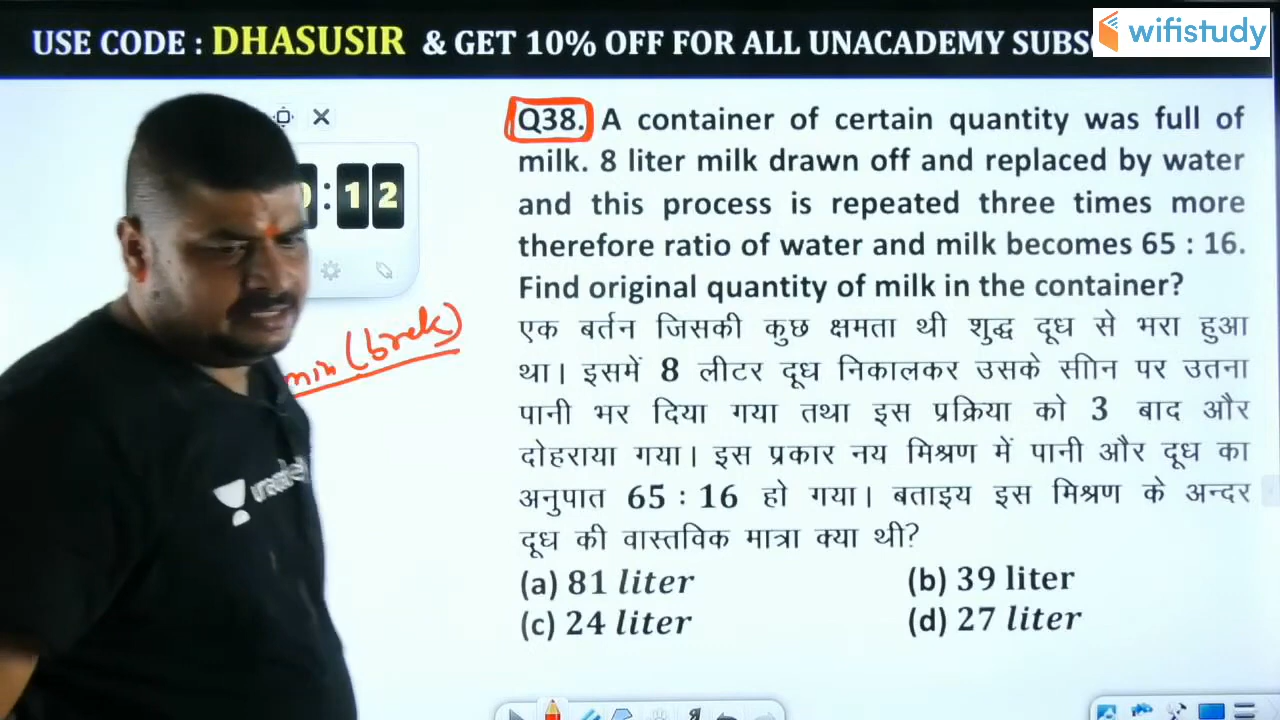 USE CODE : DHASUSIR & GET 10% OFF FOR ALL UNACADEMY SUBS
wifistudy
:12
min (brek)
Q38. A container of certain quantity was full of
milk. 8 liter milk drawn off and replaced by water
and this process is repeated three times more
therefore ratio of water and milk becomes 65 : 16.
Find original quantity of milk in the container?
एक बर्तन जिसकी कुछ क्षमता थी शुद्ध दूध से भरा हुआ
था। इसमें 8 लीटर दूध निकालकर उसके सीान पर उतना
पानी भर दिया गया तथा इस प्रक्रिया को 3 बाद और
दोहराया गया। इस प्रकार नय मिश्रण में पानी और दूध का
अनुपात 65 : 16 हो गया। बताइय इस मिश्रण के अन्दर
दूध की वास्तविक मात्रा क्या थी?
(a) 81 liter (b) 39 liter
(c) 24 liter (d) 27 liter